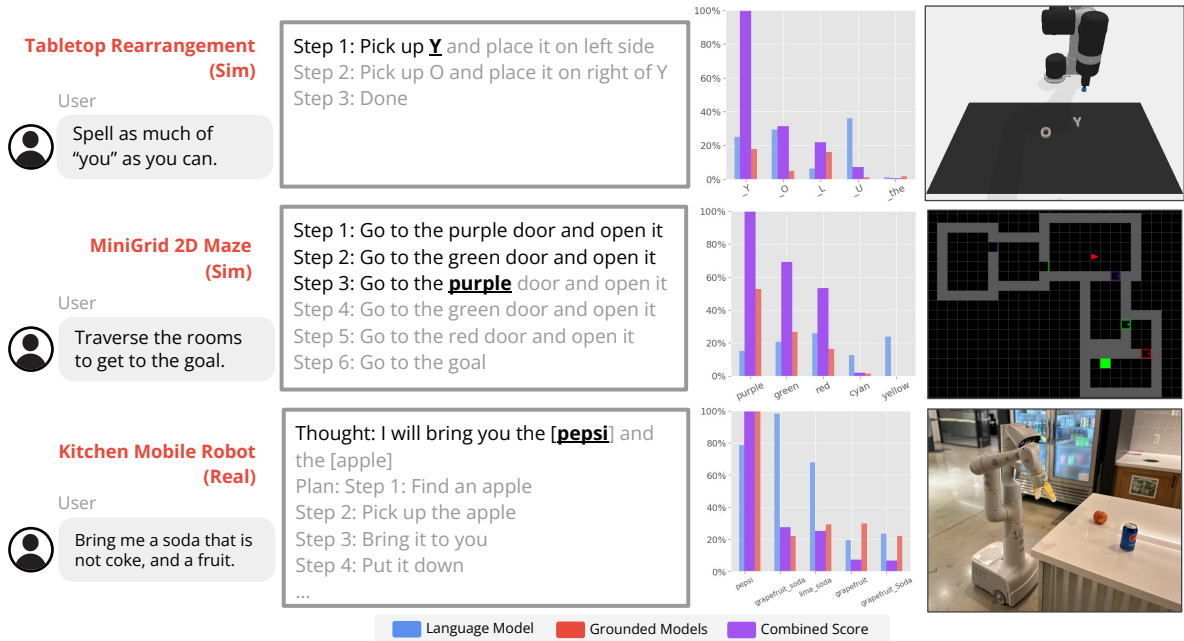 Tabletop Rearrangement
(Sim)
User
Spell as much of
“you” as you can.
Step 1: Pick up Y and place it on left side
Step 2: Pick up O and place it on right of Y
Step 3: Done
100%
80%
60%
40%
20%
0%
_Y
_O
_L
_U
_the
O
Y
MiniGrid 2D Maze
(Sim)
User
Traverse the rooms
to get to the goal.
Step 1: Go to the purple door and open it
Step 2: Go to the green door and open it
Step 3: Go to the purple door and open it
Step 4: Go to the green door and open it
Step 5: Go to the red door and open it
Step 6: Go to the goal
100%
80%
60%
40%
20%
0%
purple
green
red
cyan
yellow
Kitchen Mobile Robot
(Real)
User
Bring me a soda that is
not coke, and a fruit.
Thought: I will bring you the [pepsi] and
the [apple]
Plan: Step 1: Find an apple
Step 2: Pick up the apple
Step 3: Bring it to you
Step 4: Put it down
...
100%
80%
60%
40%
20%
0%
pepsi
grapefruit_soda
lime_soda
grapefruit
grapefruit_Soda
Language Model
Grounded Models
Combined Score